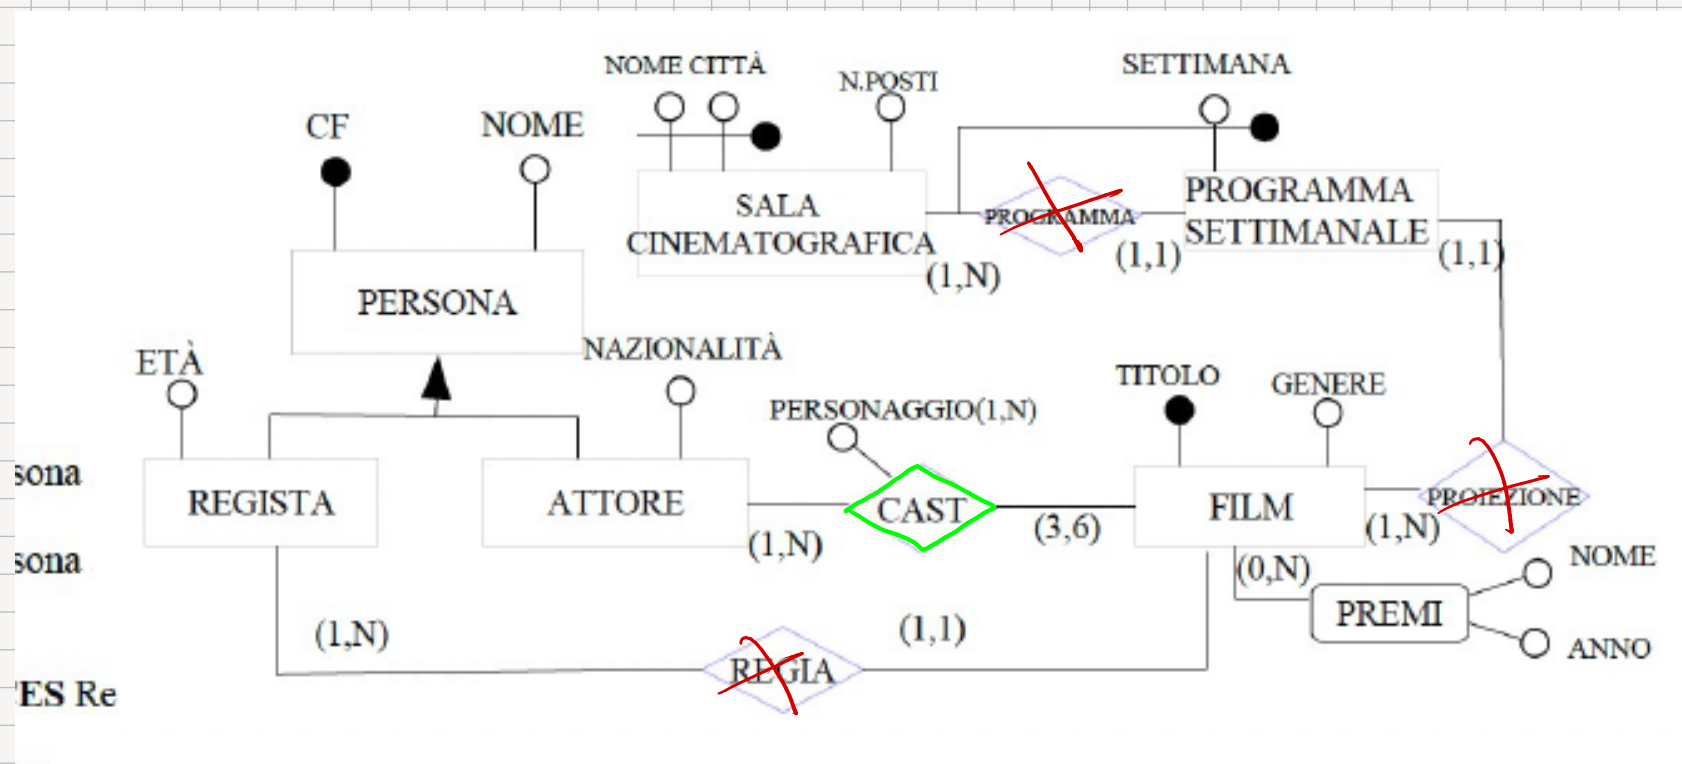 NOME CITTÀ
N.POSTI
SETTIMANA
CF
NOME
SALA
CINEMATOGRAFICA
PROGRAMMA
PROGRAMMA
SETTIMANALE
(1,N)
(1,1)
(1,1)
PERSONA
ETÀ
NAZIONALITÀ
TITOLO
GENERE
PERSONAGGIO(1,N)
sona
REGISTA
ATTORE
CAST
FILM
PROIEZIONE
(1,N)
(3,6)
(1,N)
sona
(0,N)
NOME
PREMI
ANNO
(1,N)
(1,1)
REGIA
ES Re